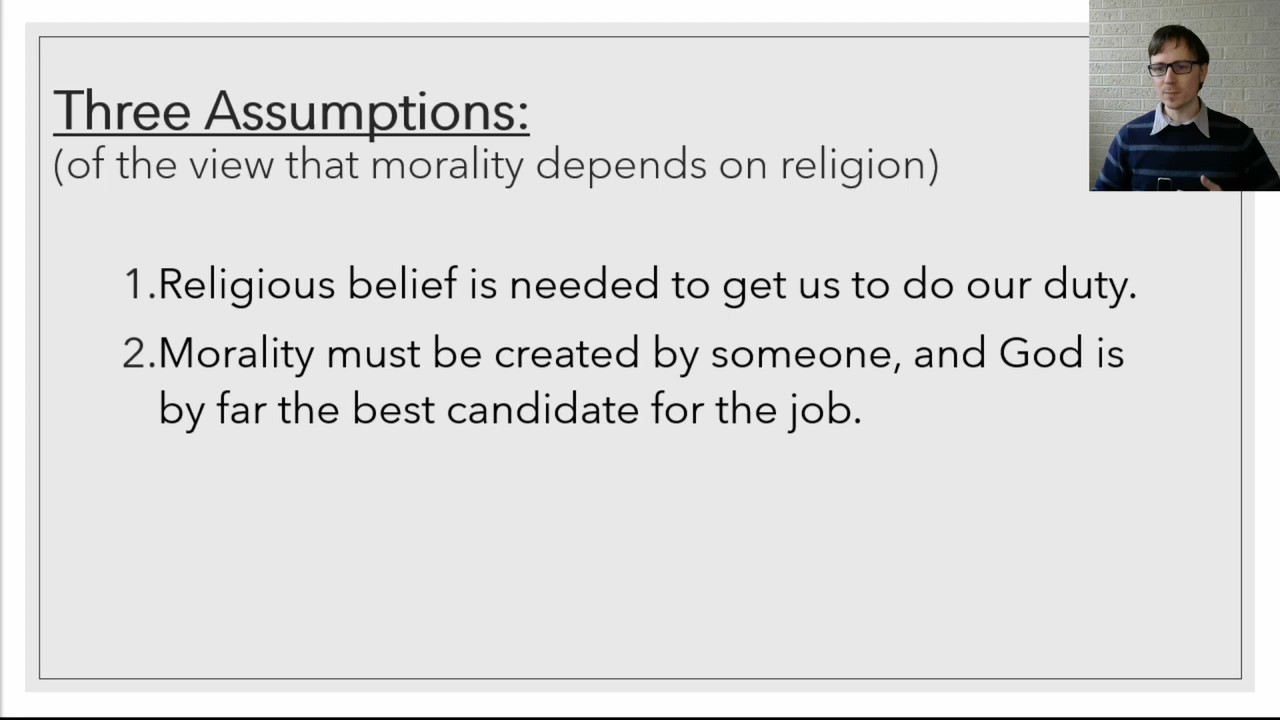 Three Assumptions:
(of the view that morality depends on religion)
1.Religious belief is needed to get us to do our duty.
2.Morality must be created by someone, and God is
by far the best candidate for the job.